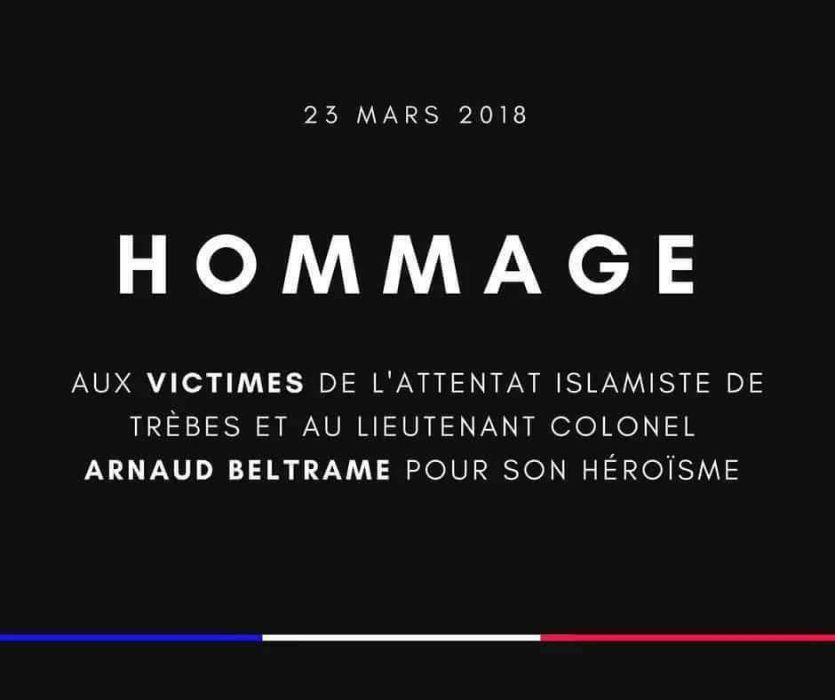 23 MARS 2018
HOMMAGE
AUX VICTIMES DE L'ATTENTAT ISLAMISTE DE
TRÈBES ET AU LIEUTENANT COLONEL
ARNAUD BELTRAME POUR SON HÉROÏSME